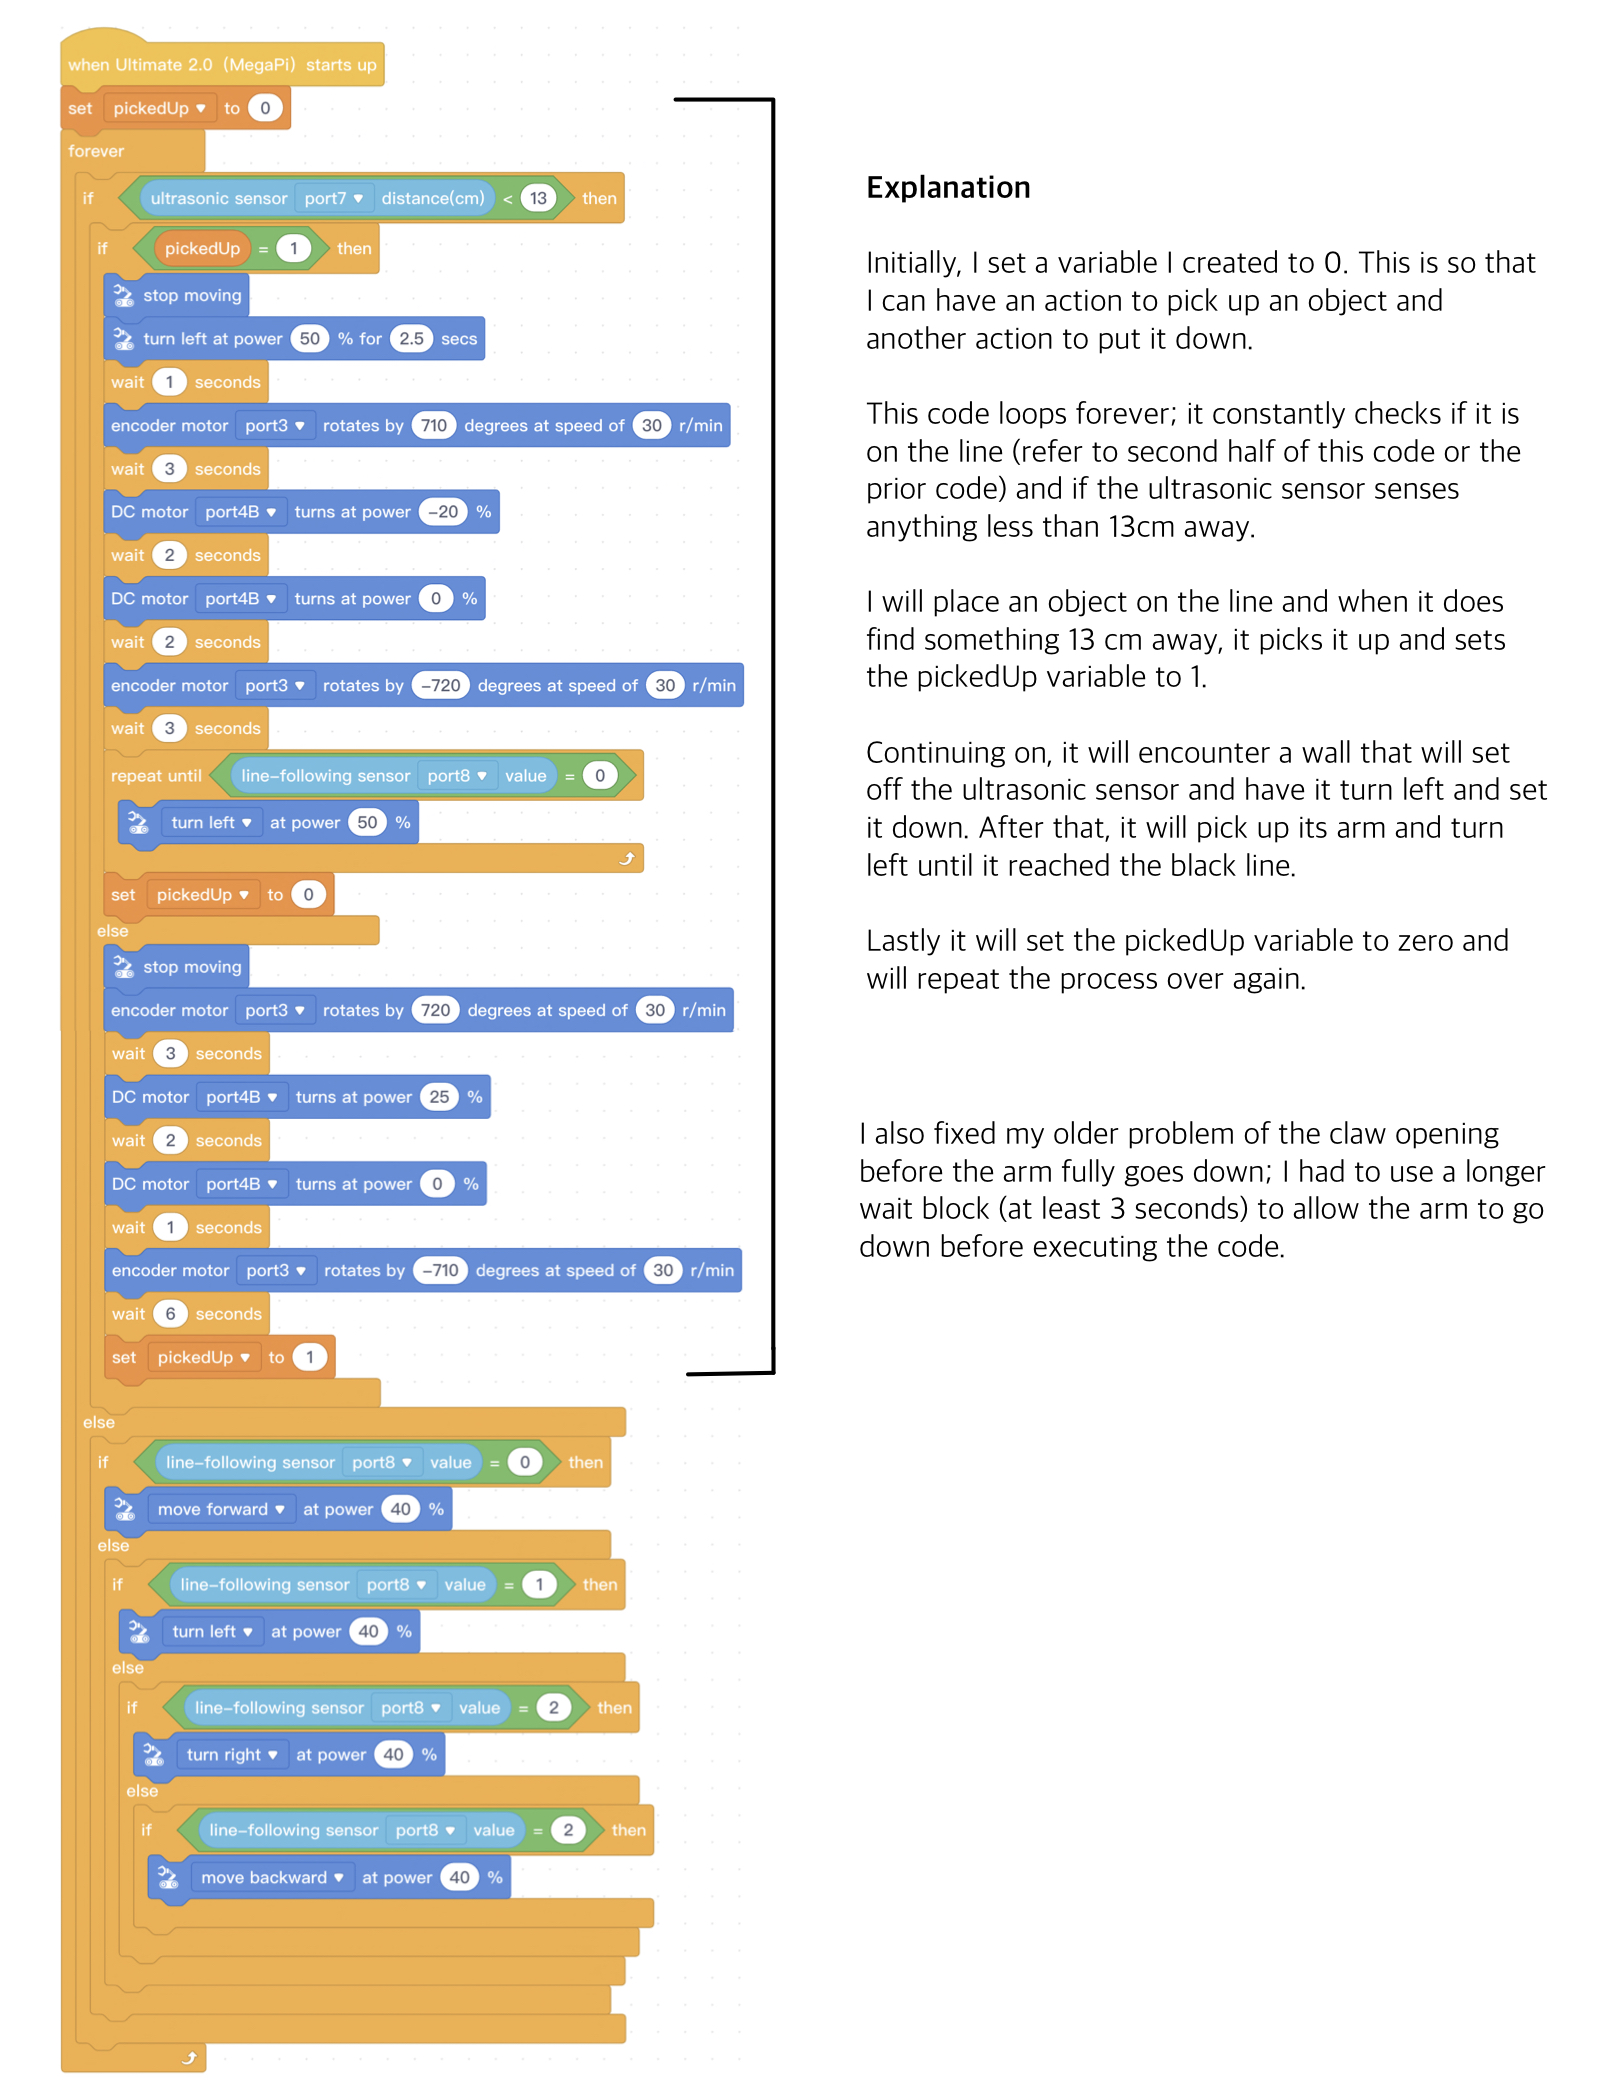 when Ultimate 2.0 (MegaPi) starts up
set pickedUp ▾ to 0
forever
if ultrasonic sensor port7 ▾ distance(cm) < 13 then
if pickedUp = 1 then
stop moving
turn left at power 50 % for 2.5 secs
wait 1 seconds
encoder motor port3 ▾ rotates by 710 degrees at speed of 30 r/min
wait 3 seconds
DC motor port4B ▾ turns at power -20 %
wait 2 seconds
DC motor port4B ▾ turns at power 0 %
wait 2 seconds
encoder motor port3 ▾ rotates by -720 degrees at speed of 30 r/min
wait 3 seconds
repeat until line-following sensor port8 ▾ value = 0
turn left ▾ at power 50 %
set pickedUp ▾ to 0
else
stop moving
encoder motor port3 ▾ rotates by 720 degrees at speed of 30 r/min
wait 3 seconds
DC motor port4B ▾ turns at power 25 %
wait 2 seconds
DC motor port4B ▾ turns at power 0 %
wait 1 seconds
encoder motor port3 ▾ rotates by -710 degrees at speed of 30 r/min
wait 6 seconds
set pickedUp ▾ to 1
else
if line-following sensor port8 ▾ value = 0 then
move forward ▾ at power 40 %
else
if line-following sensor port8 ▾ value = 1 then
turn left ▾ at power 40 %
else
if line-following sensor port8 ▾ value = 2 then
turn right ▾ at power 40 %
else
if line-following sensor port8 ▾ value = 2 then
move backward ▾ at power 40 %
Explanation
Initially, I set a variable I created to 0. This is so that
I can have an action to pick up an object and
another action to put it down.
This code loops forever; it constantly checks if it is
on the line (refer to second half of this code or the
prior code) and if the ultrasonic sensor senses
anything less than 13cm away.
I will place an object on the line and when it does
find something 13 cm away, it picks it up and sets
the pickedUp variable to 1.
Continuing on, it will encounter a wall that will set
off the ultrasonic sensor and have it turn left and set
it down. After that, it will pick up its arm and turn
left until it reached the black line.
Lastly it will set the pickedUp variable to zero and
will repeat the process over again.
I also fixed my older problem of the claw opening
before the arm fully goes down; I had to use a longer
wait block (at least 3 seconds) to allow the arm to go
down before executing the code.